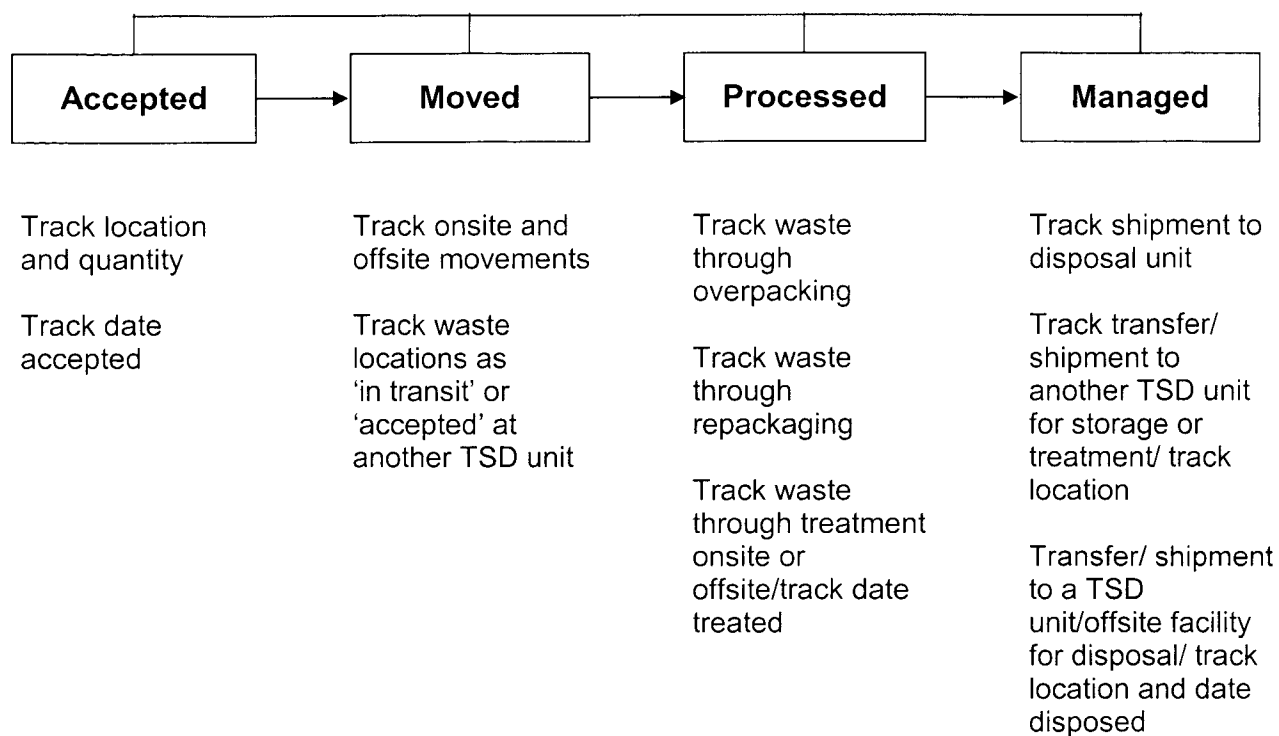 Accepted
Moved
Processed
Managed
Track location
and quantity
Track date
accepted
Track onsite and
offsite movements
Track waste
locations as
‘in transit’ or
‘accepted’ at
another TSD unit
Track waste
through
overpacking
Track waste
through
repackaging
Track waste
through treatment
onsite or
offsite/track date
treated
Track shipment to
disposal unit
Track transfer/
shipment to
another TSD unit
for storage or
treatment/ track
location
Transfer/ shipment
to a TSD
unit/offsite facility
for disposal/ track
location and date
disposed